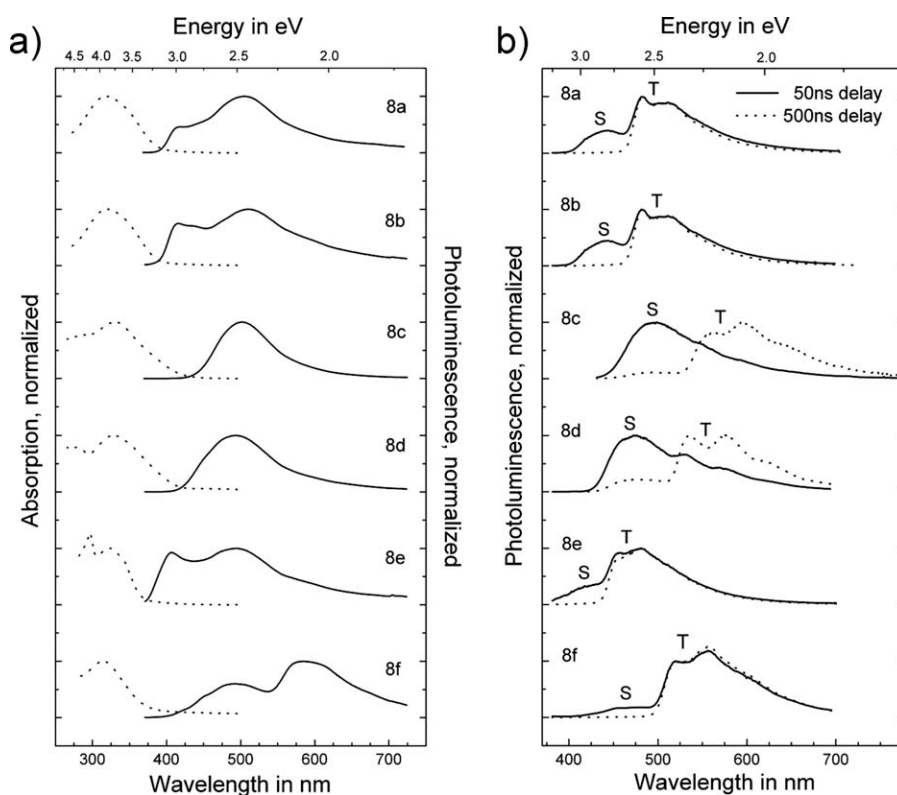 a)
Energy in eV
4.5 4.0 3.5 3.0 2.5 2.0
8a
8b
8c
8d
8e
8f
Absorption, normalized
Photoluminescence, normalized
300 400 500 600 700
Wavelength in nm
b)
Energy in eV
3.0 2.5 2.0
50ns delay
500ns delay
8a
S
T
8b
S
T
8c
S
T
8d
S
T
8e
S
T
8f
S
T
Photoluminescence, normalized
400 500 600 700
Wavelength in nm